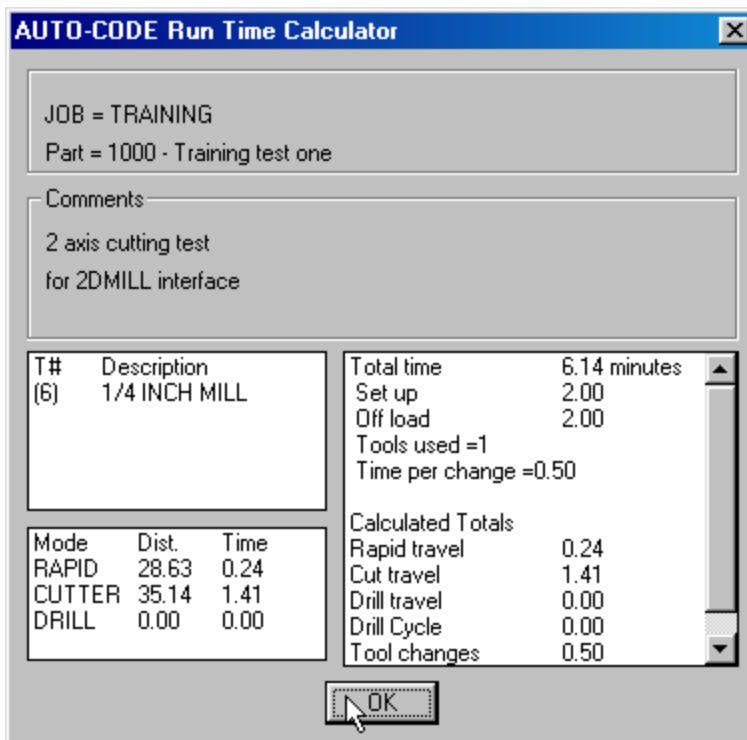 AUTO-CODE Run Time Calculator
JOB = TRAINING
Part = 1000 - Training test one
Comments
2 axis cutting test
for 2DMILL interface
T# Description
(6) 1/4 INCH MILL
Mode Dist. Time
RAPID 28.63 0.24
CUTTER 35.14 1.41
DRILL 0.00 0.00
Total time 6.14 minutes
Set up 2.00
Off load 2.00
Tools used =1
Time per change =0.50
Calculated Totals
Rapid travel 0.24
Cut travel 1.41
Drill travel 0.00
Drill Cycle 0.00
Tool changes 0.50
OK